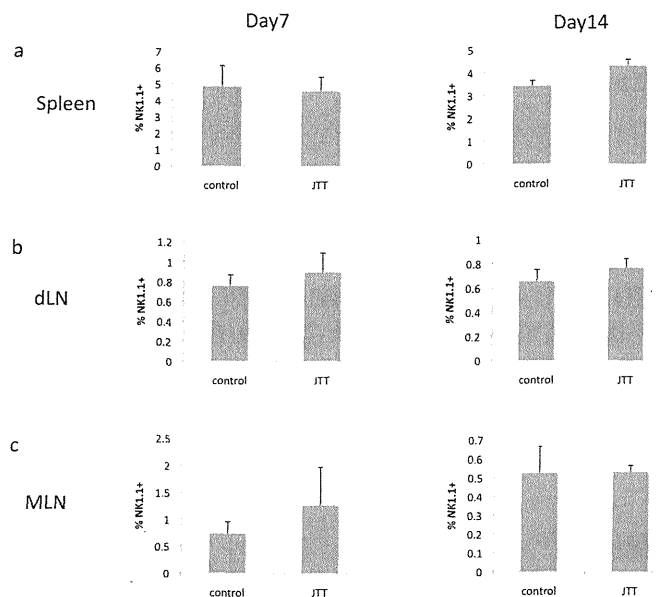 Day7
Day14
a
Spleen
% NK1.1+
7
6
5
4
3
2
1
0
control
JTT
% NK1.1+
5
4
3
2
1
0
control
JTT
b
dLN
% NK1.1+
1.2
1
0.8
0.6
0.4
0.2
0
control
JTT
% NK1.1+
1
0.8
0.6
0.4
0.2
0
control
JTT
c
MLN
% NK1.1+
2.5
2
1.5
1
0.5
0
control
JTT
% NK1.1+
0.7
0.6
0.5
0.4
0.3
0.2
0.1
0
control
JTT